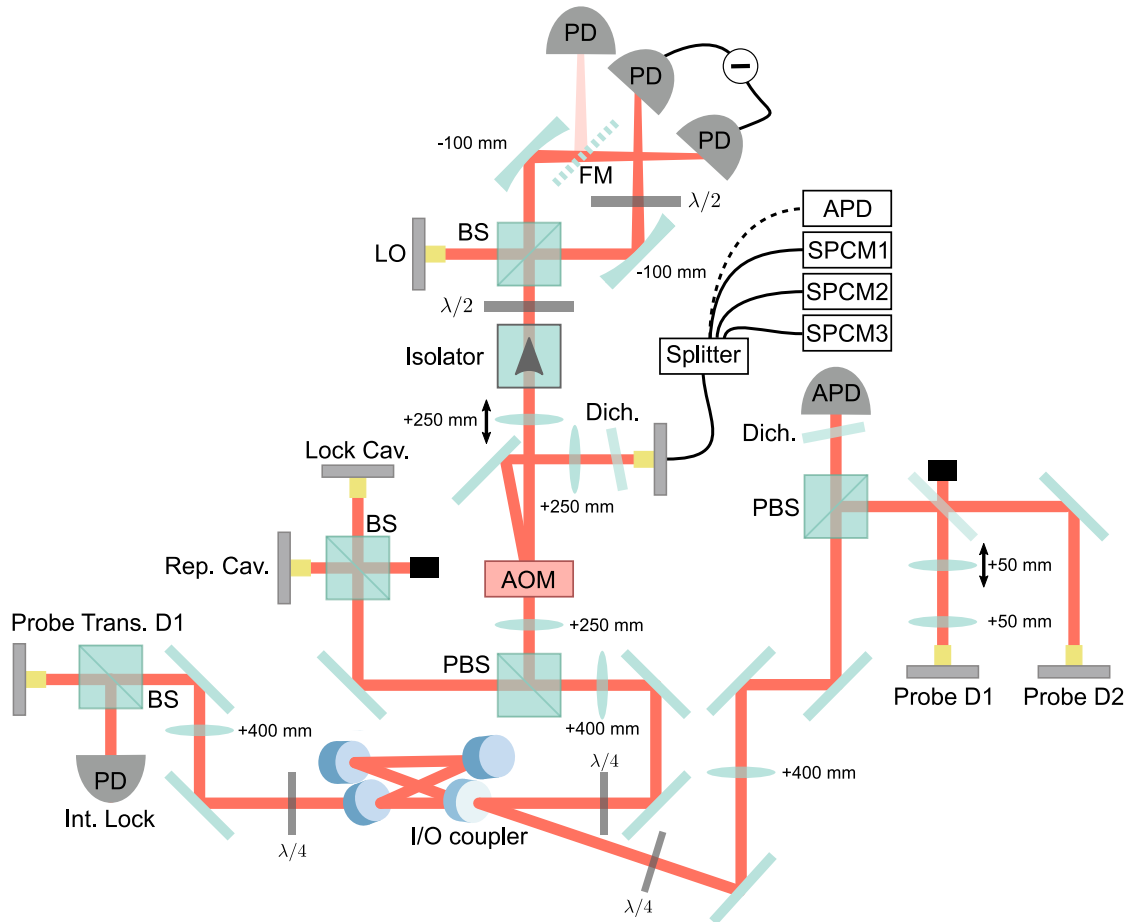 PD
PD
PD
−
-100 mm
FM
λ/2
BS
LO
-100 mm
APD
SPCM1
SPCM2
SPCM3
λ/2
Isolator
Splitter
+250 mm
Dich.
APD
Dich.
Lock Cav.
+250 mm
PBS
BS
Rep. Cav.
AOM
+50 mm
Probe Trans. D1
+250 mm
+50 mm
PBS
BS
Probe D1
Probe D2
+400 mm
+400 mm
λ/4
+400 mm
PD
Int. Lock
I/O coupler
λ/4
λ/4